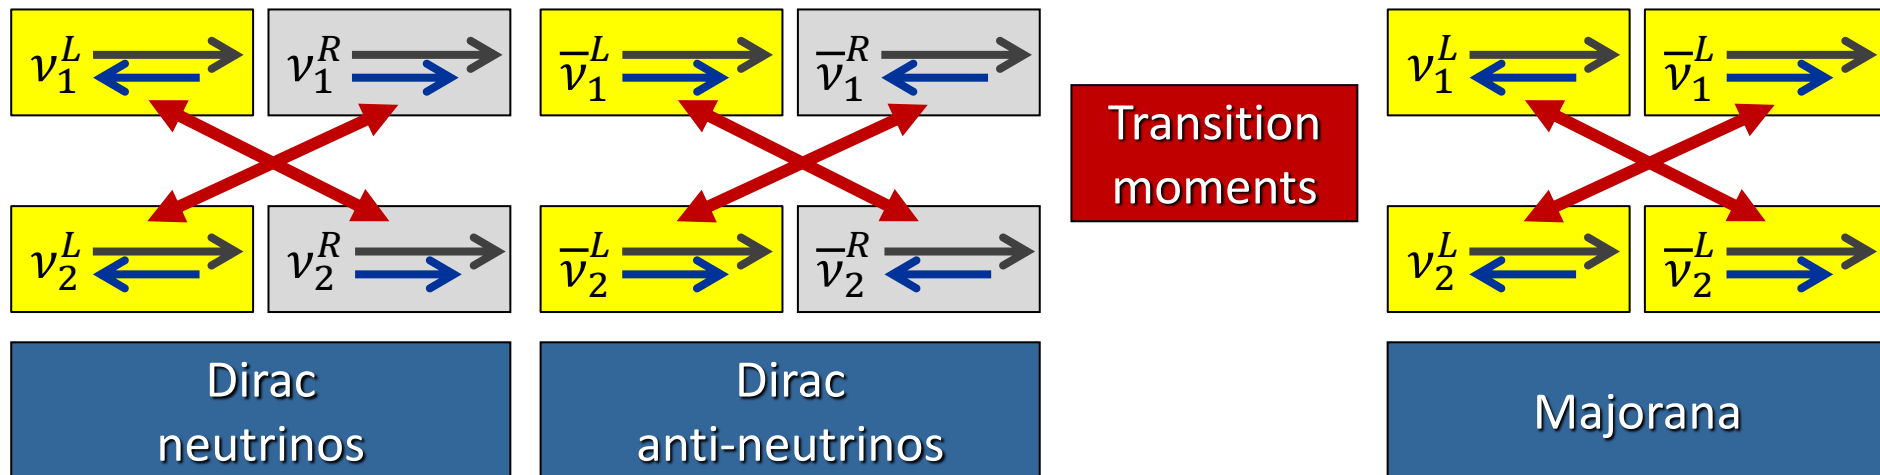 ν₁ᴸ ν₁ᴿ ν̅₁ᴸ ν̅₁ᴿ ν₁ᴸ ν̅₁ᴸ
Transition
moments
ν₂ᴸ ν₂ᴿ ν̅₂ᴸ ν̅₂ᴿ ν₂ᴸ ν̅₂ᴸ
Dirac
neutrinos
Dirac
anti-neutrinos
Majorana